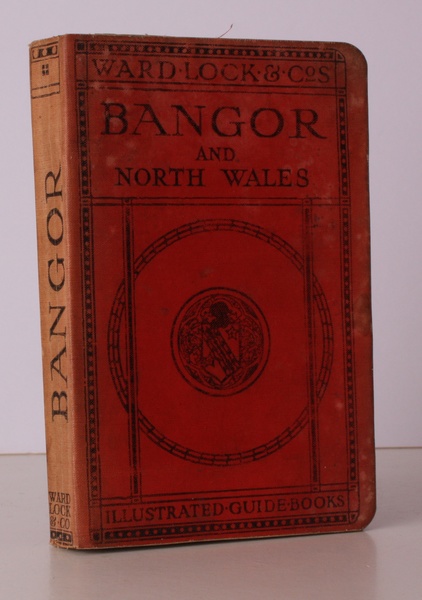 WARD·LOCK·&·Cos
BANGOR
AND
NORTH WALES
ILLUSTRATED·GUIDE·BOOKS
BANGOR
WARD
LOCK
& CO